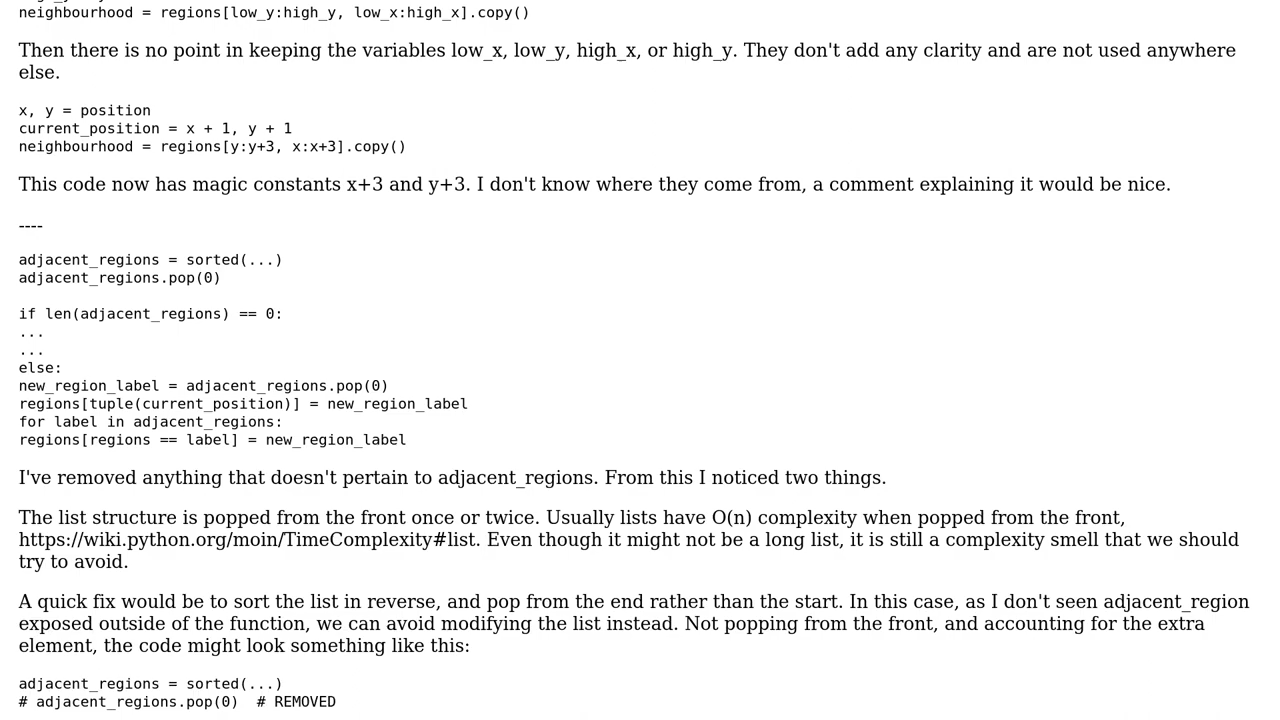 neighbourhood = regions[low_y:high_y, low_x:high_x].copy()
Then there is no point in keeping the variables low_x, low_y, high_x, or high_y. They don't add any clarity and are not used anywhere
else.
x, y = position
current_position = x + 1, y + 1
neighbourhood = regions[y:y+3, x:x+3].copy()
This code now has magic constants x+3 and y+3. I don't know where they come from, a comment explaining it would be nice.
----
adjacent_regions = sorted(...)
adjacent_regions.pop(0)
if len(adjacent_regions) == 0:
...
...
else:
new_region_label = adjacent_regions.pop(0)
regions[tuple(current_position)] = new_region_label
for label in adjacent_regions:
regions[regions == label] = new_region_label
I've removed anything that doesn't pertain to adjacent_regions. From this I noticed two things.
The list structure is popped from the front once or twice. Usually lists have O(n) complexity when popped from the front,
https://wiki.python.org/moin/TimeComplexity#list. Even though it might not be a long list, it is still a complexity smell that we should
try to avoid.
A quick fix would be to sort the list in reverse, and pop from the end rather than the start. In this case, as I don't seen adjacent_region
exposed outside of the function, we can avoid modifying the list instead. Not popping from the front, and accounting for the extra
element, the code might look something like this:
adjacent_regions = sorted(...)
# adjacent_regions.pop(0)  # REMOVED